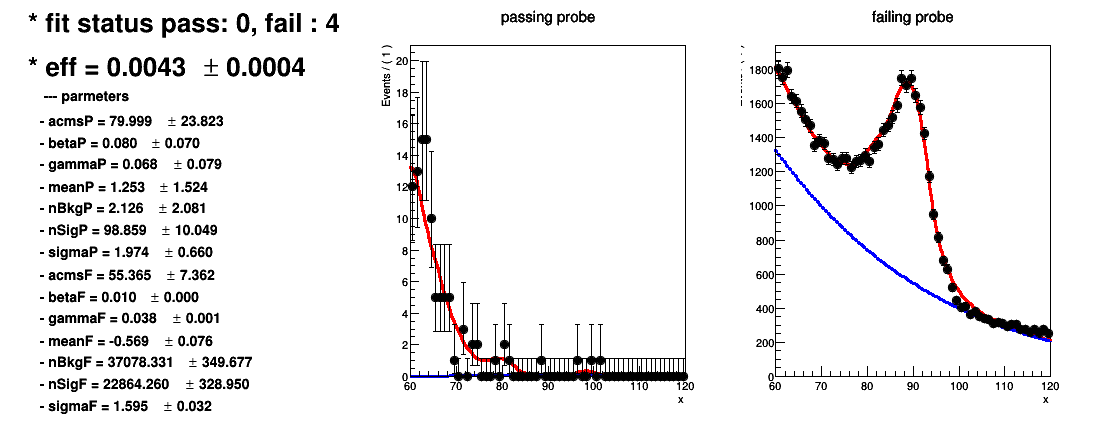 * fit status pass: 0, fail : 4
* eff = 0.0043 ± 0.0004
--- parmeters
- acmsP = 79.999 ± 23.823
- betaP = 0.080 ± 0.070
- gammaP = 0.068 ± 0.079
- meanP = 1.253 ± 1.524
- nBkgP = 2.126 ± 2.081
- nSigP = 98.859 ± 10.049
- sigmaP = 1.974 ± 0.660
- acmsF = 55.365 ± 7.362
- betaF = 0.010 ± 0.000
- gammaF = 0.038 ± 0.001
- meanF = -0.569 ± 0.076
- nBkgF = 37078.331 ± 349.677
- nSigF = 22864.260 ± 328.950
- sigmaF = 1.595 ± 0.032
passing probe
Events / ( 1 )
20
18
16
14
12
10
8
6
4
2
0
60 70 80 90 100 110 120
x
failing probe
1800
1600
1400
1200
1000
800
600
400
200
0
60 70 80 90 100 110 120
x